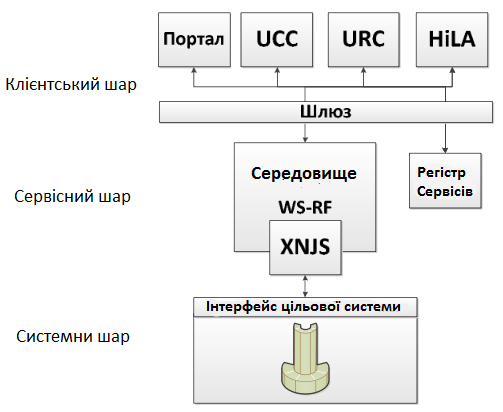 Портал
UCC
URC
HiLA
Клієнтський шар
Шлюз
Середовище
WS-RF
Регістр
Сервісів
Сервісний шар
XNJS
Інтерфейс цільової системи
Системни шар